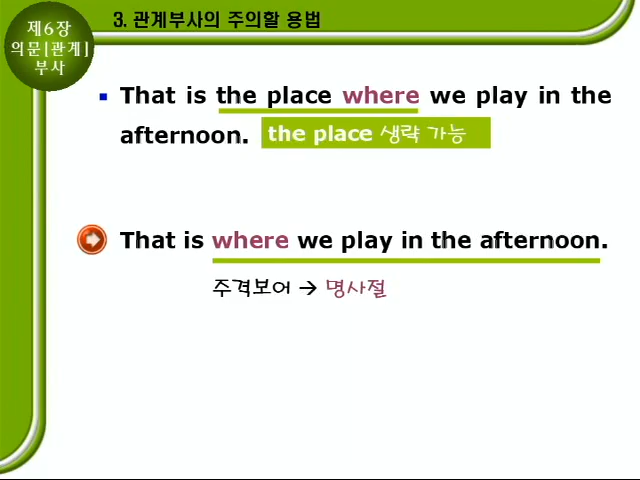 제6장
의문[관계]
부사
3. 관계부사의 주의할 용법
That is the place where we play in the
afternoon. the place 생략 가능
That is where we play in the afternoon.
주격보어 → 명사절